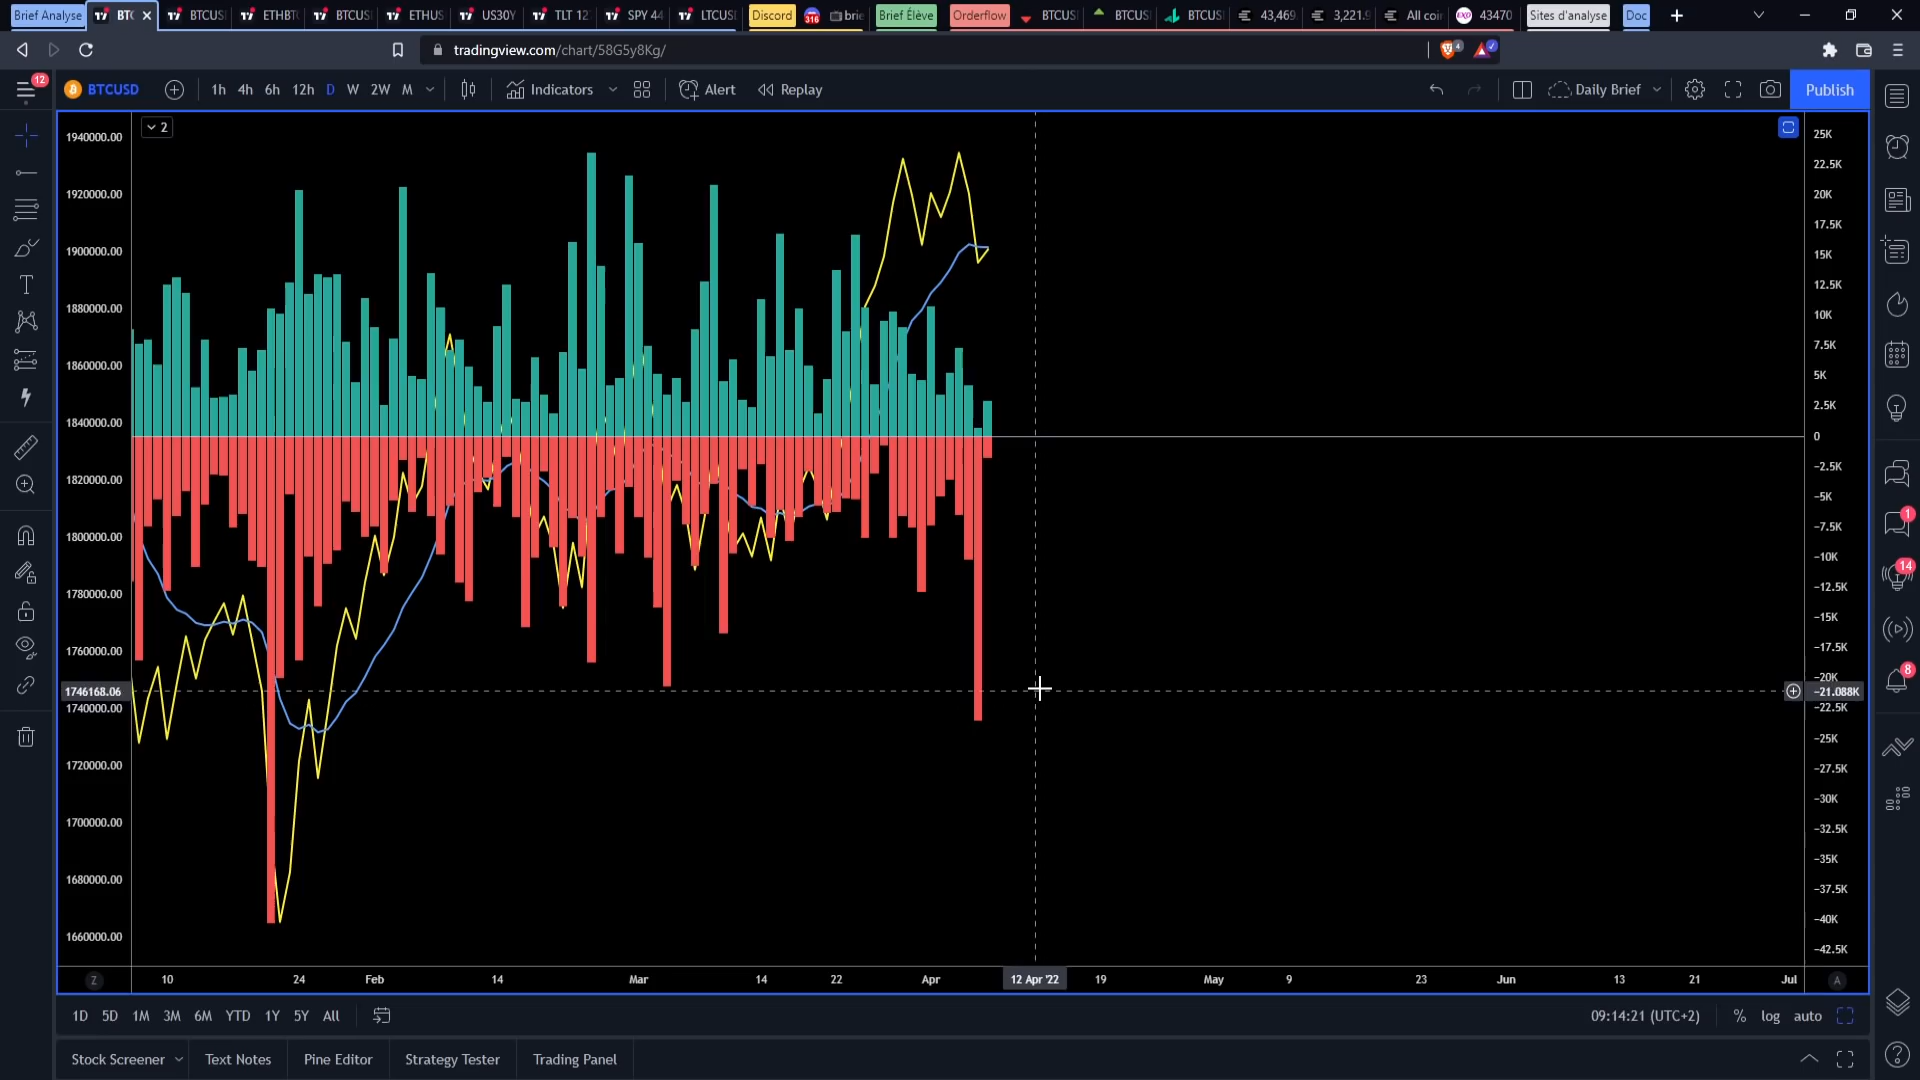 Brief Analyse
BTC
BTCUS
ETHBT
BTCUS
ETHUS
US30Y
TLT 12
SPY 44
LTCUS
Discord
316
brie
Brief Élève
Orderflow
BTCUS
BTCUS
BTCUS
43,469
3,221.9
All coi
43470
Sites d'analyse
Doc
tradingview.com/chart/58G5y8Kg/
4
12
BTCUSD
1h 4h 6h 12h D W 2W M
Indicators
Alert
Replay
Daily Brief
Publish
2
1940000.00
1920000.00
1900000.00
1880000.00
1860000.00
1840000.00
1820000.00
1800000.00
1780000.00
1760000.00
1746168.06
1740000.00
1720000.00
1700000.00
1680000.00
1660000.00
25K
22.5K
20K
17.5K
15K
12.5K
10K
7.5K
5K
2.5K
0
−2.5K
−5K
−7.5K
−10K
−12.5K
−15K
−17.5K
−20K
−21.088K
−22.5K
−25K
−27.5K
−30K
−32.5K
−35K
−37.5K
−40K
−42.5K
1
14
8
Z 10 24 Feb 14 Mar 14 22 Apr 12 Apr '22 19 May 9 23 Jun 13 21 Jul A
1D 5D 1M 3M 6M YTD 1Y 5Y All
09:14:21 (UTC+2) % log auto
Stock Screener Text Notes Pine Editor Strategy Tester Trading Panel